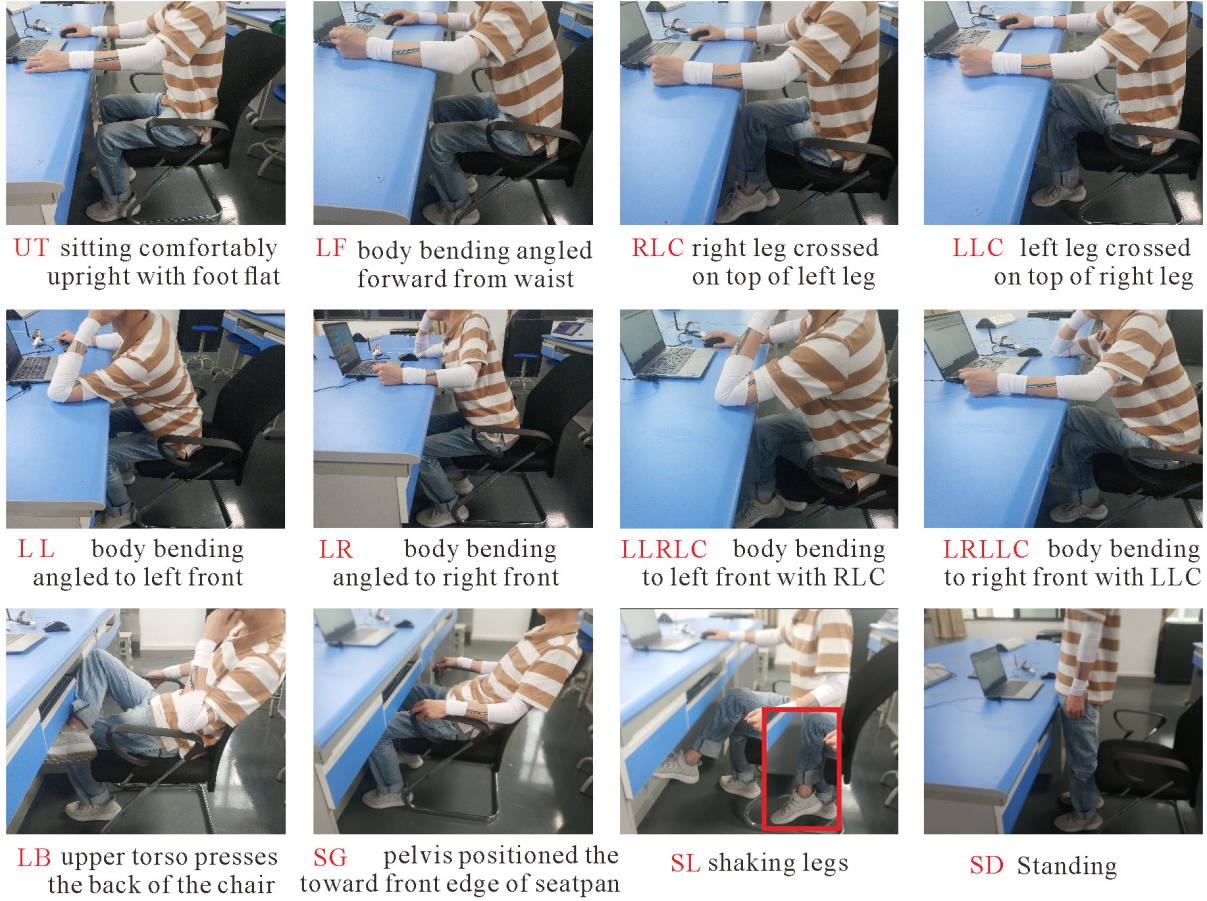 UT sitting comfortably
upright with foot flat
LF body bending angled
forward from waist
RLC right leg crossed
on top of left leg
LLC left leg crossed
on top of right leg
L L body bending
angled to left front
LR body bending
angled to right front
LLRLC body bending
to left front with RLC
LRLLC body bending
to right front with LLC
LB upper torso presses
the back of the chair
SG pelvis positioned the
toward front edge of seatpan
SL shaking legs
SD Standing